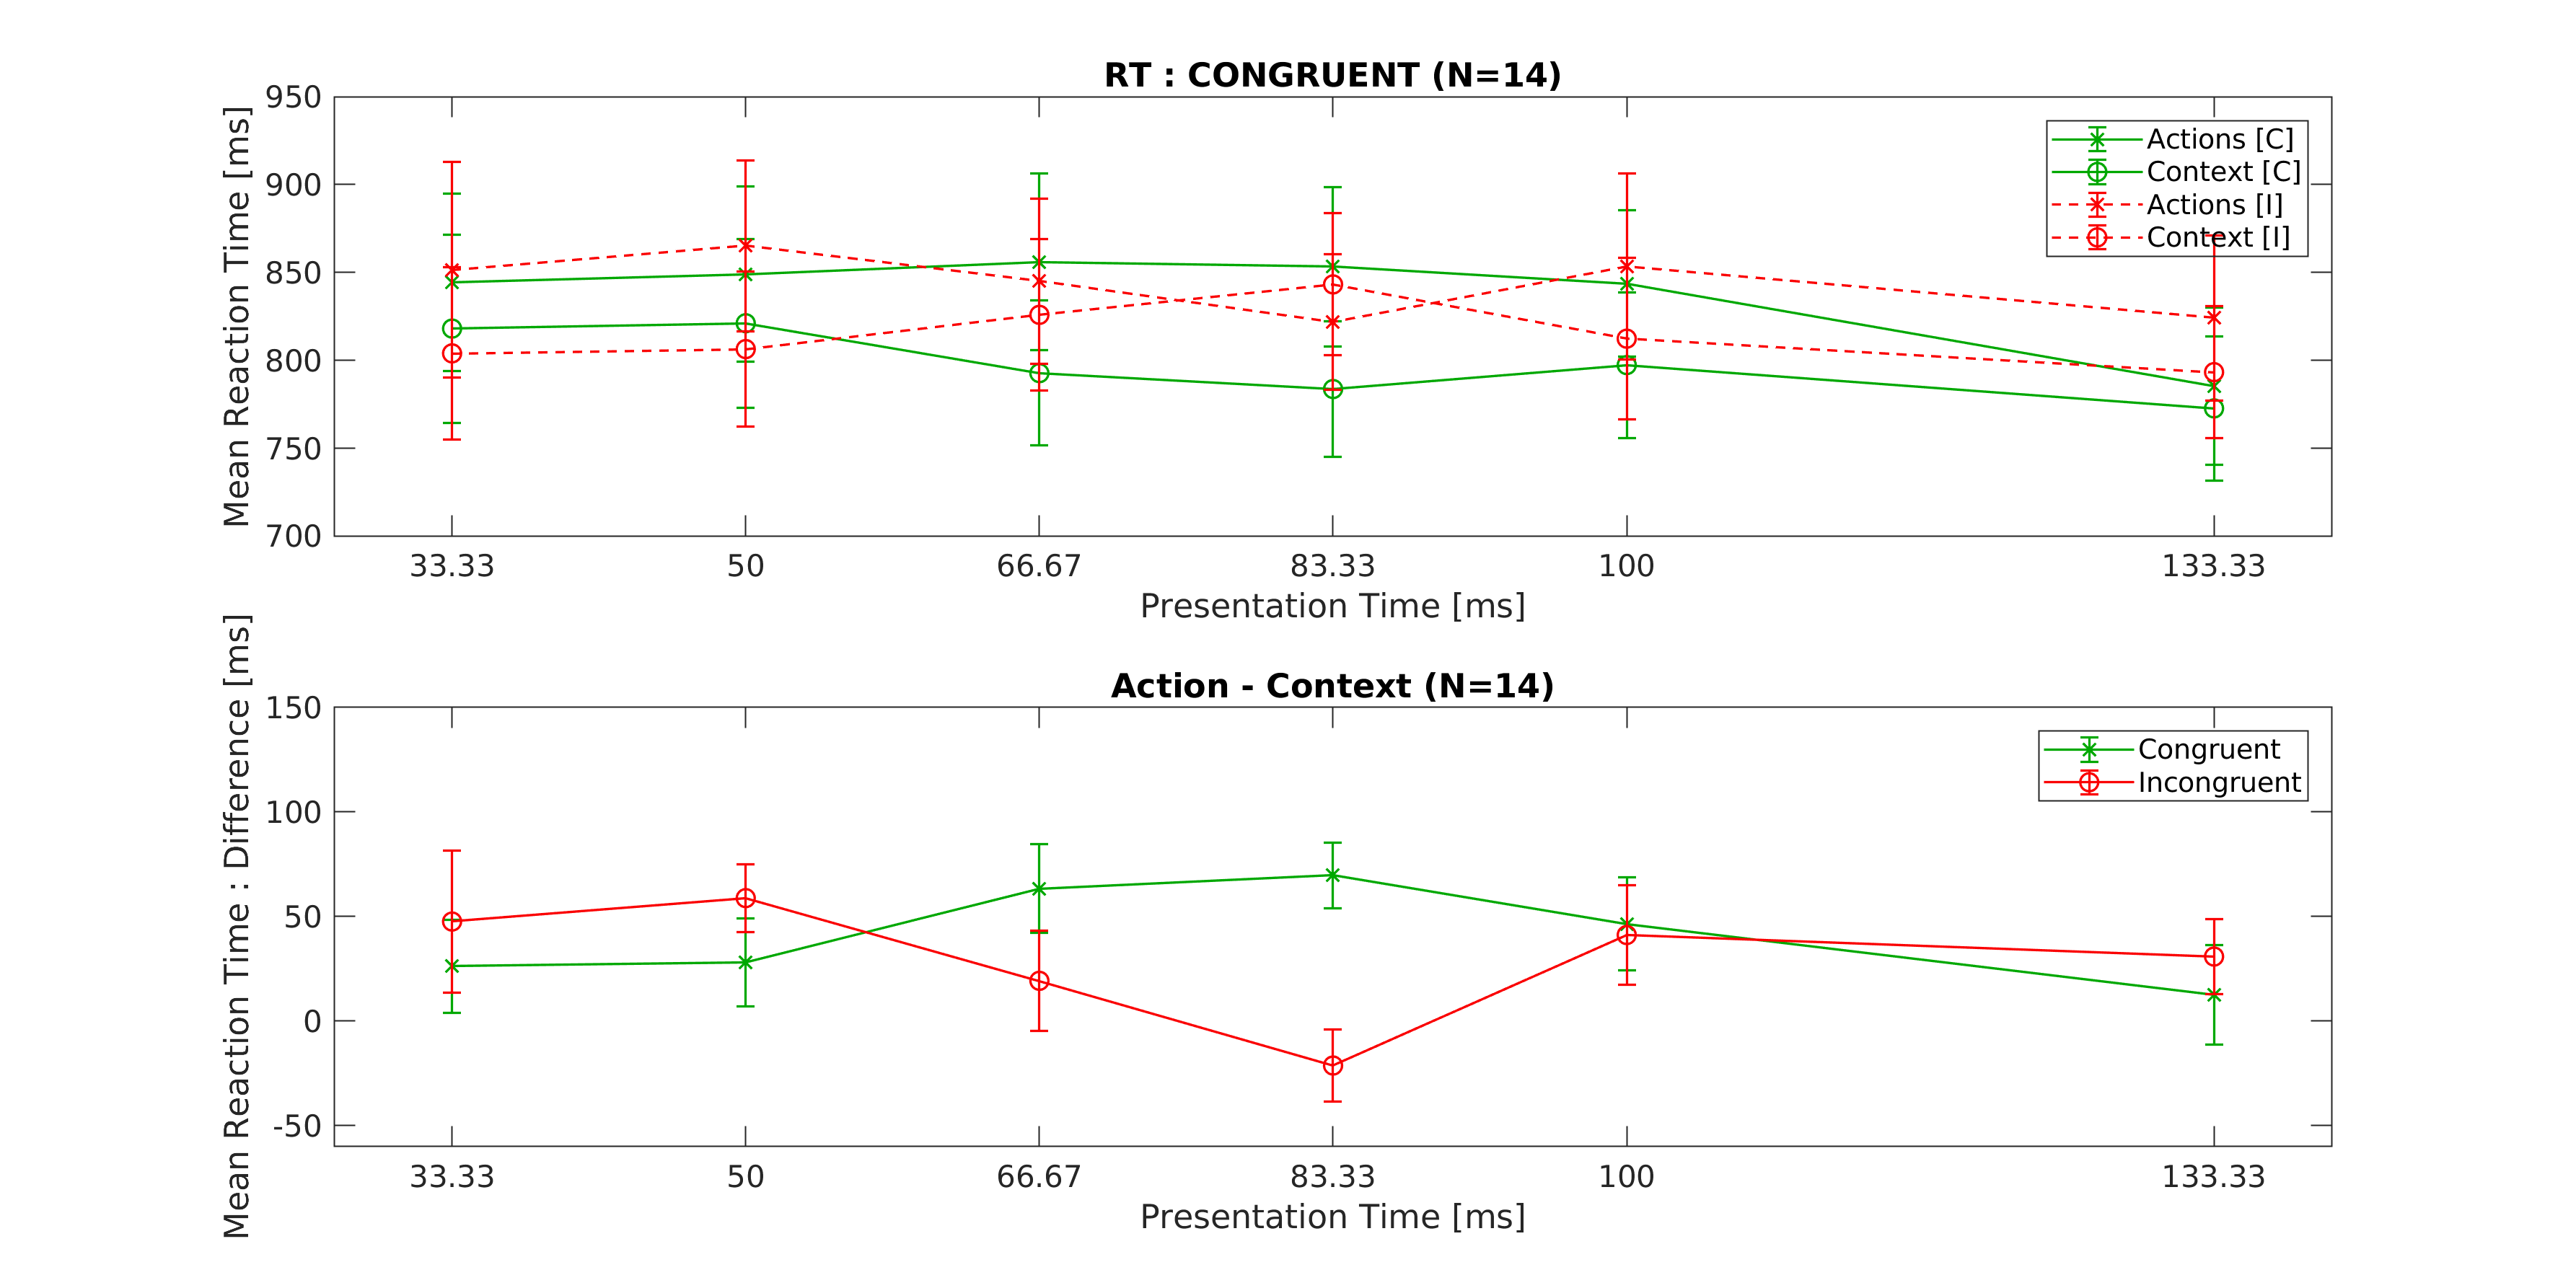 RT : CONGRUENT (N=14)
Mean Reaction Time [ms]
950
900
850
800
750
700
Actions [C]
Context [C]
Actions [I]
Context [I]
33.33 50 66.67 83.33 100 133.33
Presentation Time [ms]
Action - Context (N=14)
Mean Reaction Time : Difference [ms]
150
100
50
0
-50
Congruent
Incongruent
33.33 50 66.67 83.33 100 133.33
Presentation Time [ms]